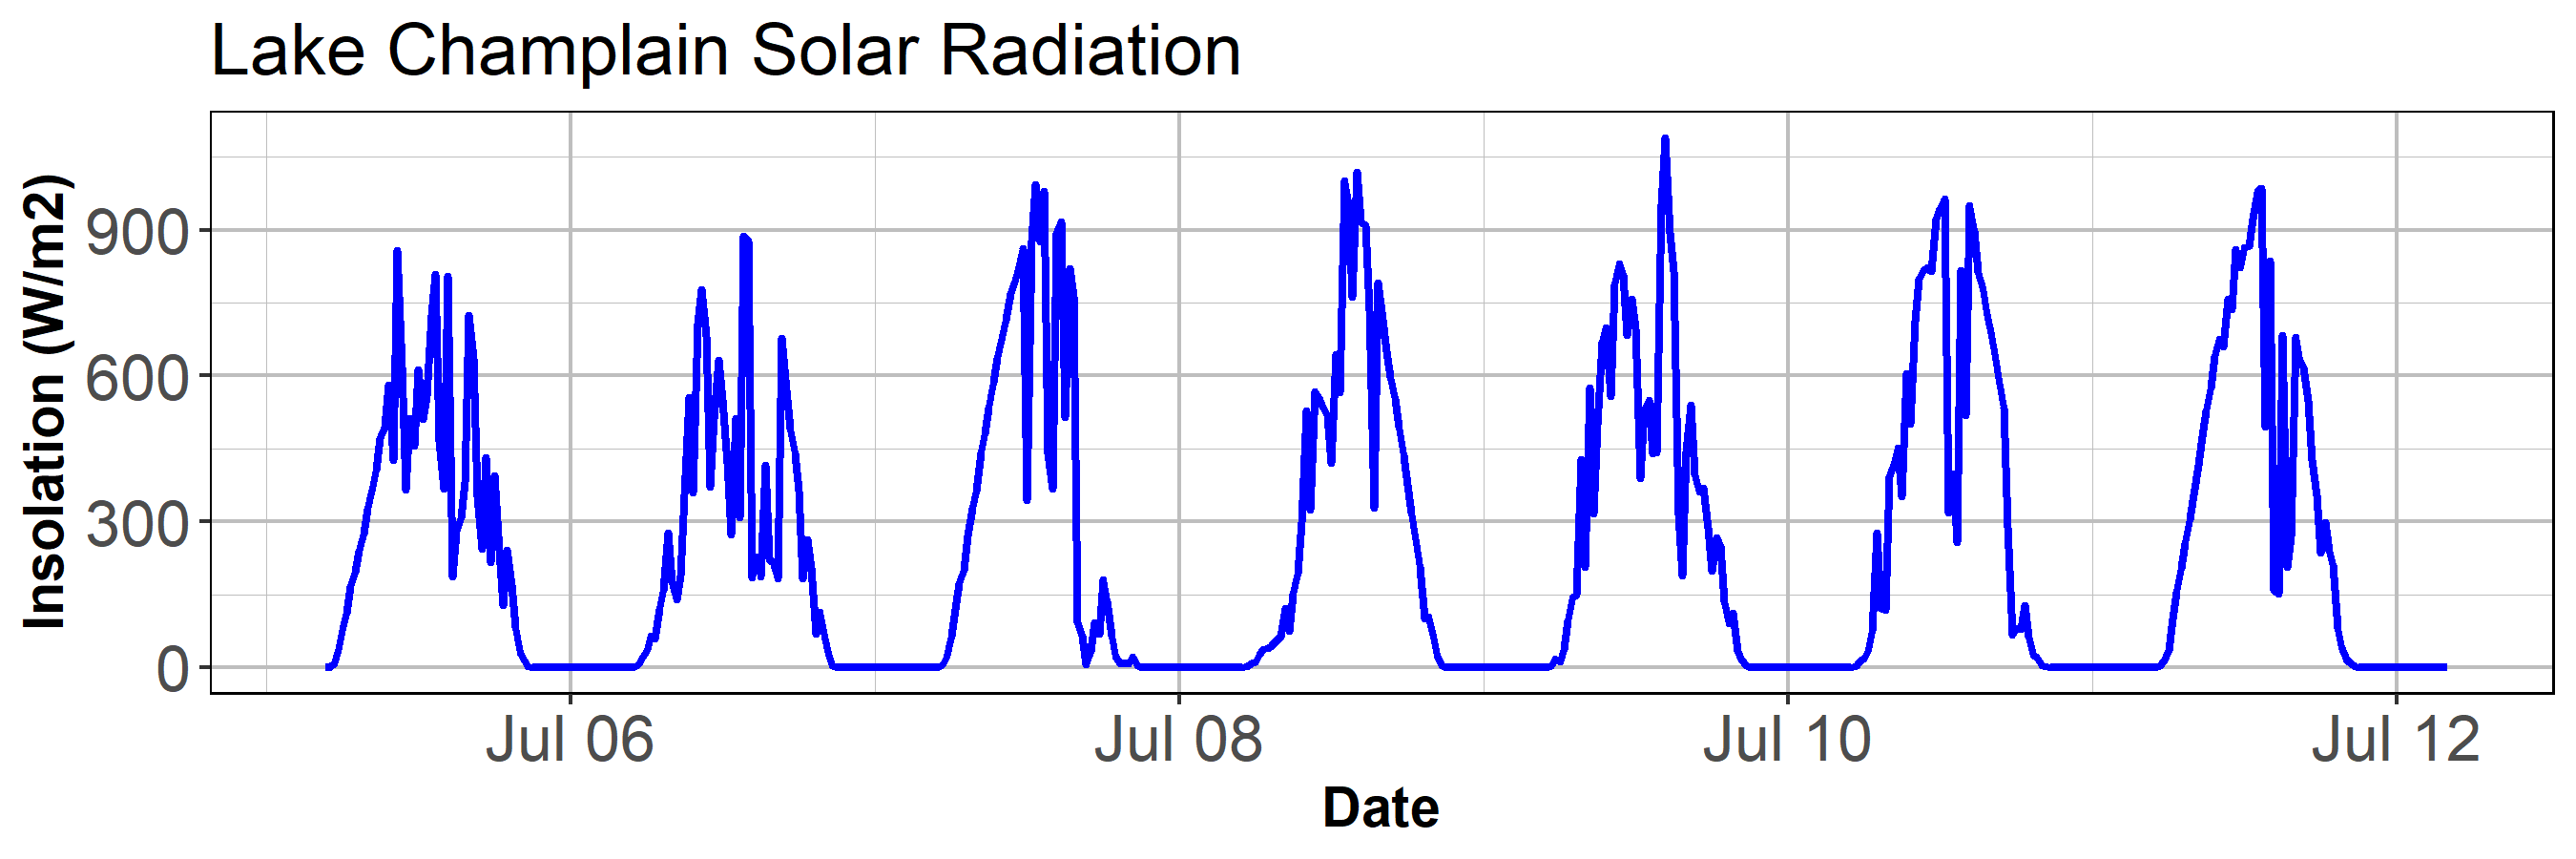 Lake Champlain Solar Radiation
Insolation (W/m2)
900
600
300
0
Jul 06
Jul 08
Jul 10
Jul 12
Date